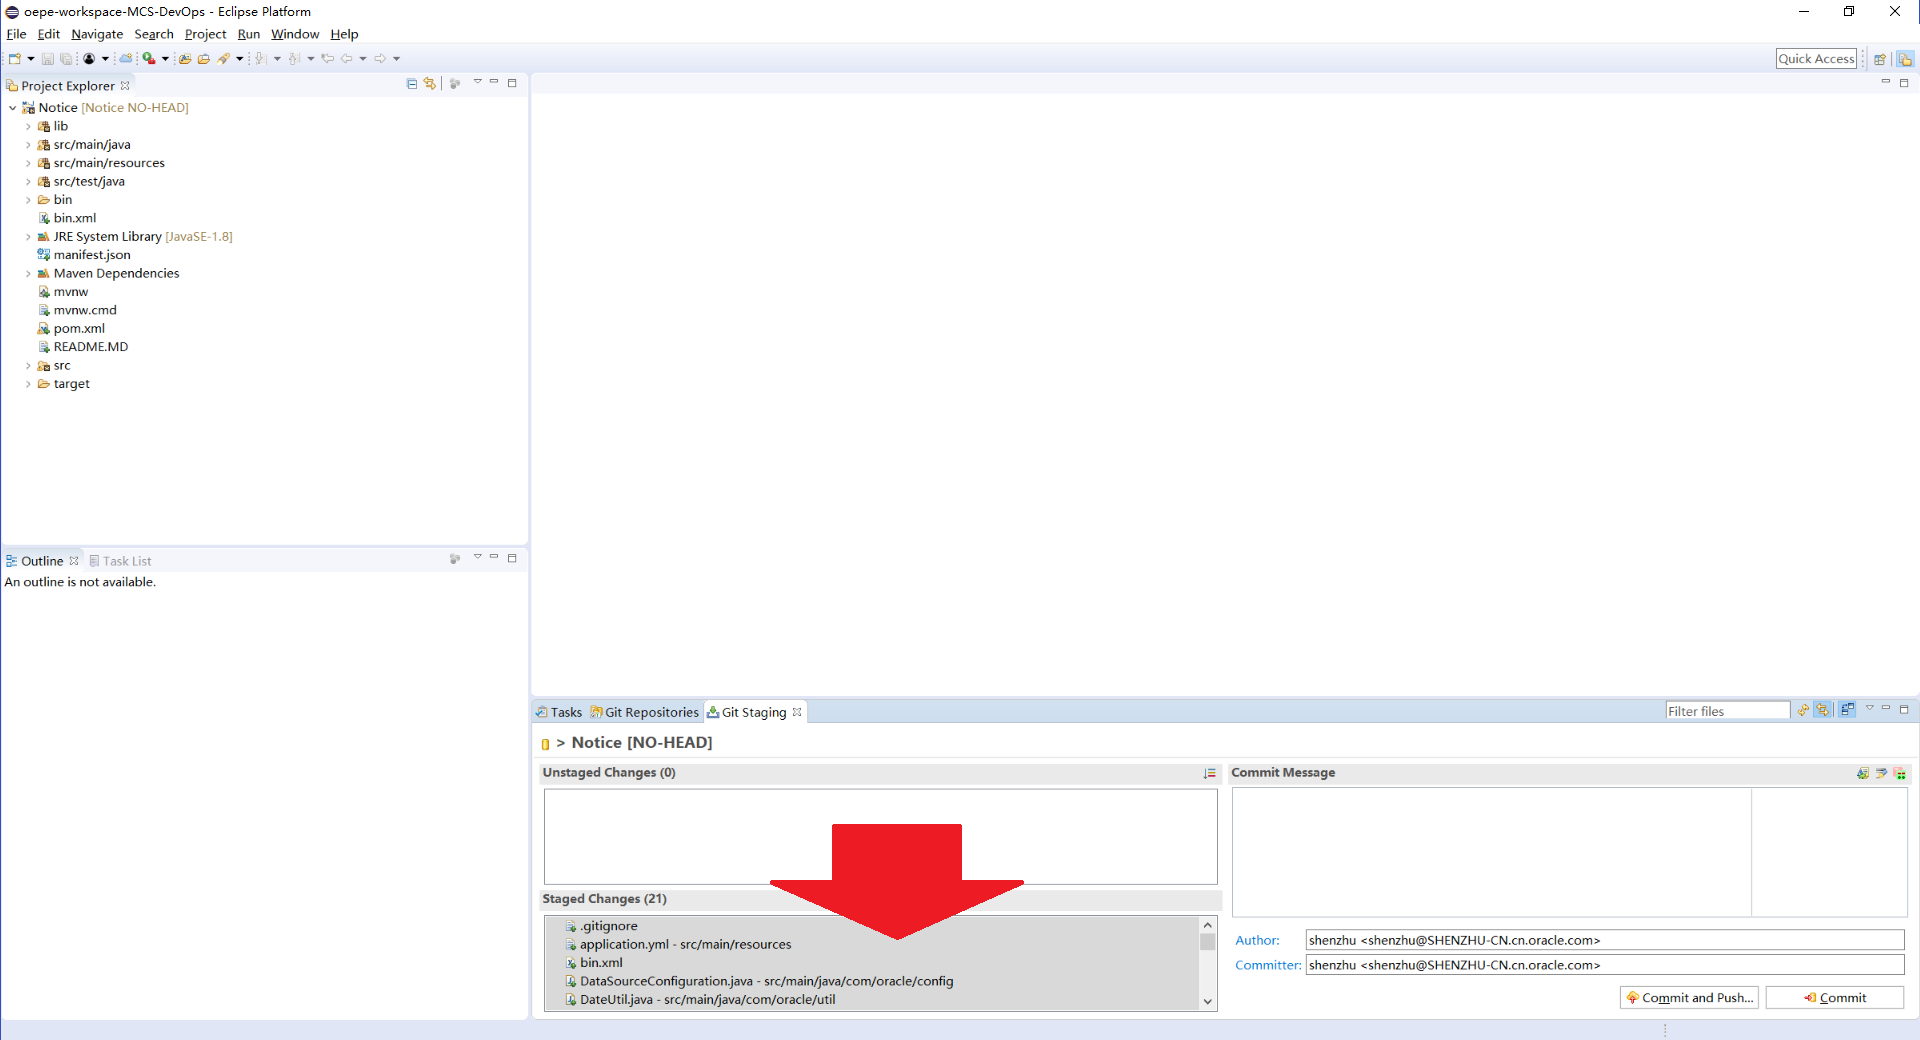 oepe-workspace-MCS-DevOps - Eclipse Platform
File Edit Navigate Search Project Run Window Help
Quick Access
Project Explorer
Notice [Notice NO-HEAD]
lib
src/main/java
src/main/resources
src/test/java
bin
bin.xml
JRE System Library [JavaSE-1.8]
manifest.json
Maven Dependencies
mvnw
mvnw.cmd
pom.xml
README.MD
src
target
Outline Task List
An outline is not available.
Tasks Git Repositories Git Staging Filter files
> Notice [NO-HEAD]
Unstaged Changes (0)
Staged Changes (21)
.gitignore
application.yml - src/main/resources
bin.xml
DataSourceConfiguration.java - src/main/java/com/oracle/config
DateUtil.java - src/main/java/com/oracle/util
Commit Message
Author: shenzhu <shenzhu@SHENZHU-CN.cn.oracle.com>
Committer: shenzhu <shenzhu@SHENZHU-CN.cn.oracle.com>
Commit and Push... Commit